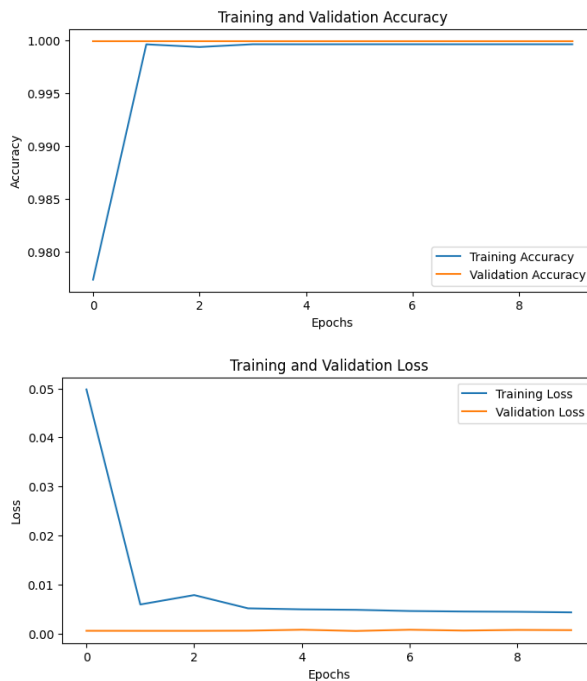 Training and Validation Accuracy
1.000
0.995
0.990
0.985
0.980
Accuracy
Training Accuracy
Validation Accuracy
0 2 4 6 8
Epochs
Training and Validation Loss
0.05
0.04
0.03
0.02
0.01
0.00
Loss
Training Loss
Validation Loss
0 2 4 6 8
Epochs